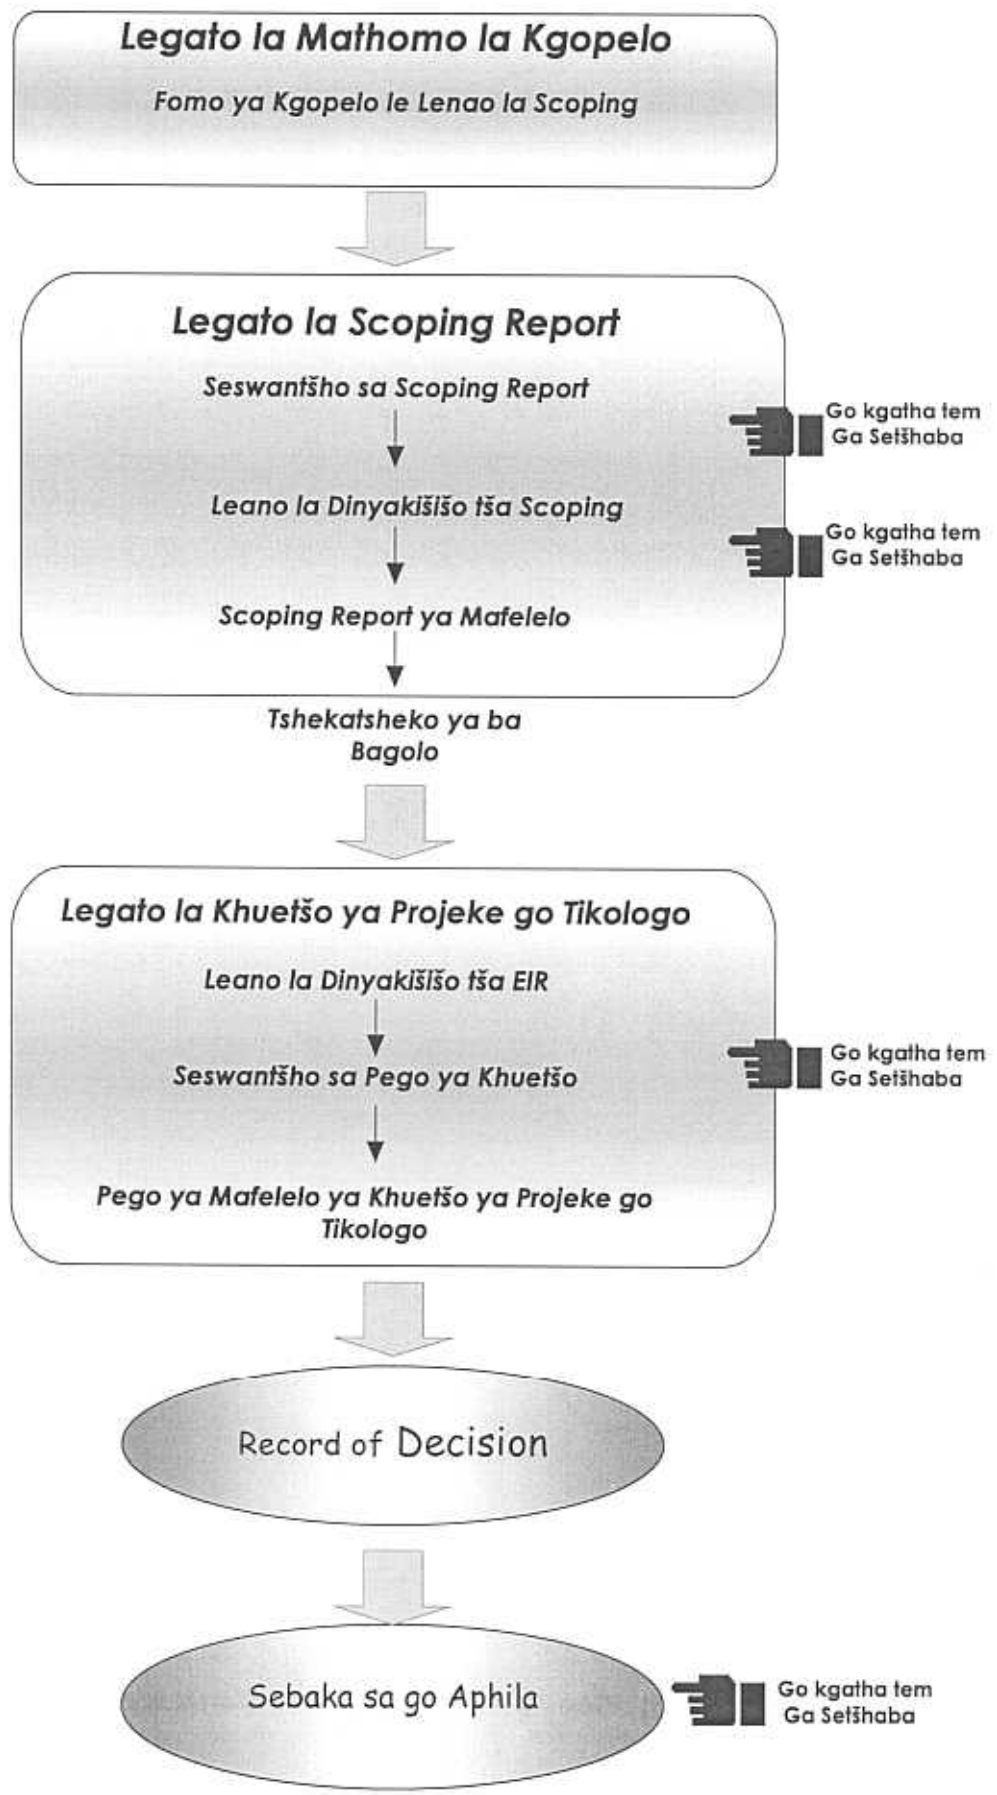 Legato la Mathomo la Kgopelo
Fomo ya Kgopelo le Lenao la Scoping
Legato la Scoping Report
Seswantšho sa Scoping Report
Go kgatha tem
Ga Setšhaba
Leano la Dinyakišišo tša Scoping
Go kgatha tem
Ga Setšhaba
Scoping Report ya Mafelelo
Tshekatsheko ya ba
Bagolo
Legato la Khuetšo ya Projeke go Tikologo
Leano la Dinyakišišo tša EIR
Seswantšho sa Pego ya Khuetšo
Go kgatha tem
Ga Setšhaba
Pego ya Mafelelo ya Khuetšo ya Projeke go
Tikologo
Record of Decision
Sebaka sa go Aphila
Go kgatha tem
Ga Setšhaba